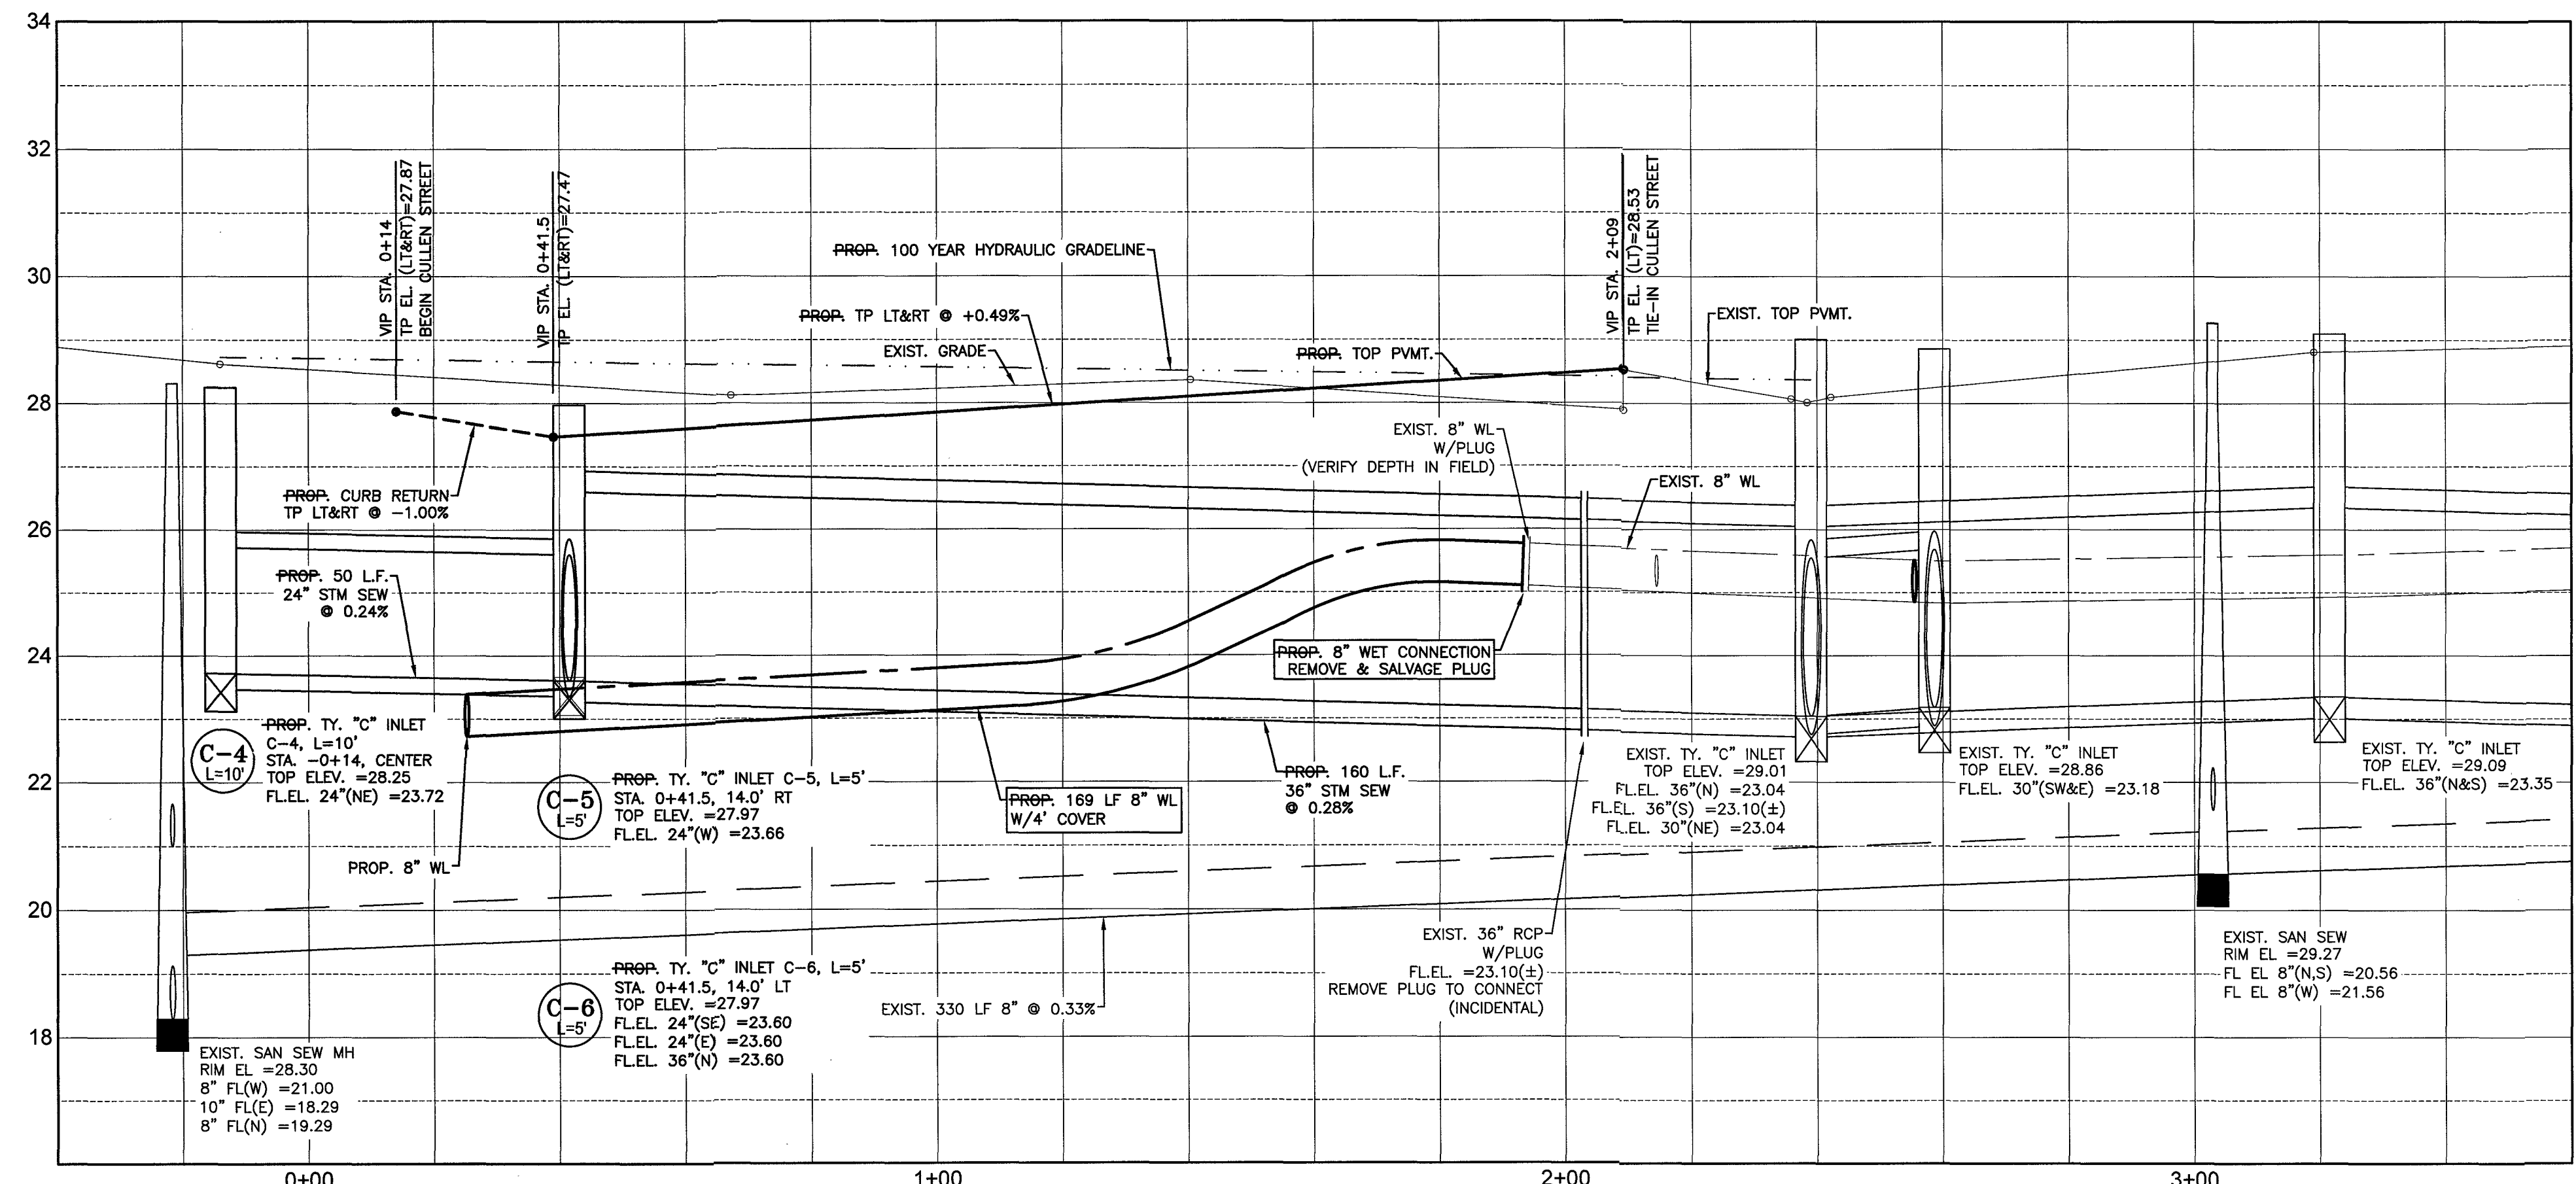 34
32
30
28
26
24
22
20
18
VIP STA. 0+14
TP EL. (LT&RT)=27.87
BEGIN CULLEN STREET
VIP STA. 0+41.5
TP EL. (LT&RT)=27.47
PROP. 100 YEAR HYDRAULIC GRADELINE
PROP. TP LT&RT @ +0.49%
EXIST. GRADE
PROP. TOP PVMT.
VIP STA. 2+09
TP EL. (LT)=28.53
TIE-IN CULLEN STREET
EXIST. TOP PVMT.
EXIST. 8" WL
W/PLUG
(VERIFY DEPTH IN FIELD)
EXIST. 8" WL
PROP. CURB RETURN
TP LT&RT @ -1.00%
PROP. 50 L.F.
24" STM SEW
@ 0.24%
PROP. 8" WET CONNECTION
REMOVE & SALVAGE PLUG
C-4
L=10'
PROP. TY. "C" INLET
C-4, L=10'
STA. -0+14, CENTER
TOP ELEV. =28.25
FL.EL. 24"(NE) =23.72
C-5
L=5'
PROP. TY. "C" INLET C-5, L=5'
STA. 0+41.5, 14.0' RT
TOP ELEV. =27.97
FL.EL. 24"(W) =23.66
PROP. 8" WL
PROP. 169 LF 8" WL
W/4' COVER
PROP. 160 L.F.
36" STM SEW
@ 0.28%
EXIST. TY. "C" INLET
TOP ELEV. =29.01
FL.EL. 36"(N) =23.04
FL.EL. 36"(S) =23.10(±)
FL.EL. 30"(NE) =23.04
EXIST. TY. "C" INLET
TOP ELEV. =28.86
FL.EL. 30"(SW&E) =23.18
EXIST. TY. "C" INLET
TOP ELEV. =29.09
FL.EL. 36"(N&S) =23.35
C-6
L=5'
PROP. TY. "C" INLET C-6, L=5'
STA. 0+41.5, 14.0' LT
TOP ELEV. =27.97
FL.EL. 24"(SE) =23.60
FL.EL. 24"(E) =23.60
FL.EL. 36"(N) =23.60
EXIST. 330 LF 8" @ 0.33%
EXIST. 36" RCP
W/PLUG
FL.EL. =23.10(±)
REMOVE PLUG TO CONNECT
(INCIDENTAL)
EXIST. SAN SEW
RIM EL =29.27
FL EL 8"(N,S) =20.56
FL EL 8"(W) =21.56
EXIST. SAN SEW MH
RIM EL =28.30
8" FL(W) =21.00
10" FL(E) =18.29
8" FL(N) =19.29
0+00
1+00
2+00
3+00